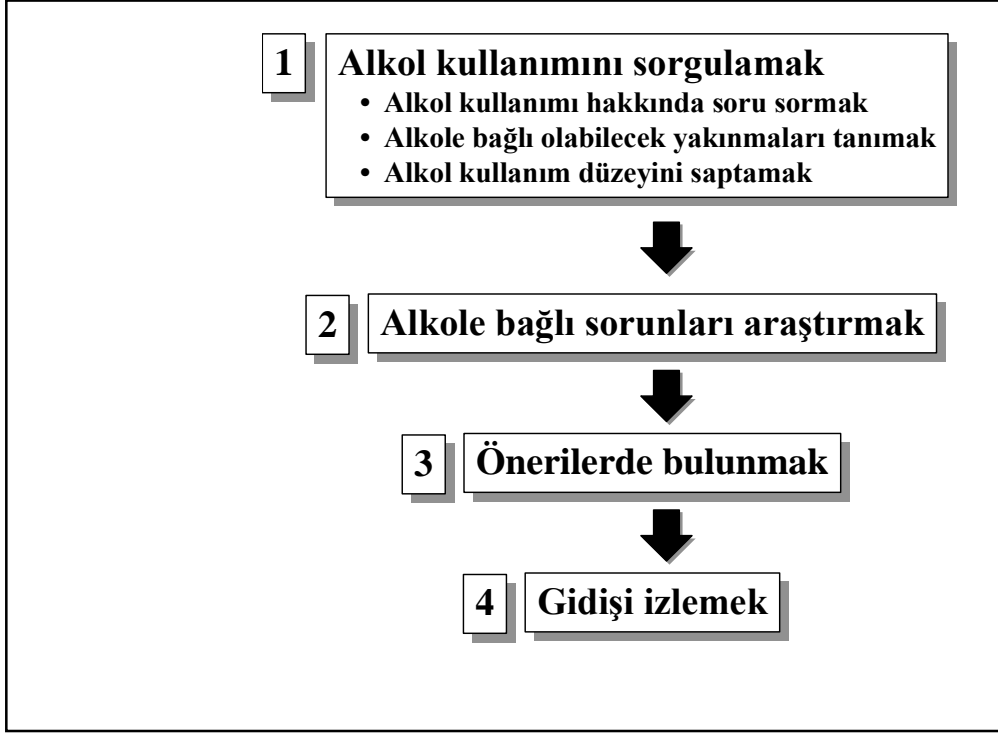 1 Alkol kullanımını sorgulamak
• Alkol kullanımı hakkında soru sormak
• Alkole bağlı olabilecek yakınmaları tanımak
• Alkol kullanım düzeyini saptamak
2 Alkole bağlı sorunları araştırmak
3 Önerilerde bulunmak
4 Gidişi izlemek